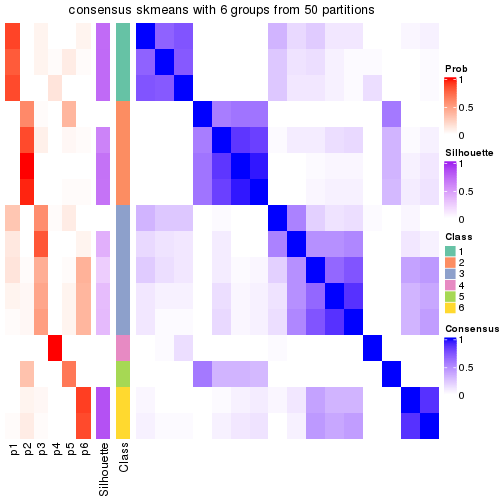 consensus skmeans with 6 groups from 50 partitions
Prob
1
0.5
0
Silhouette
1
0.5
0
Class
1
2
3
4
5
6
Consensus
1
0.5
0
p1
p2
p3
p4
p5
p6
Silhouette
Class